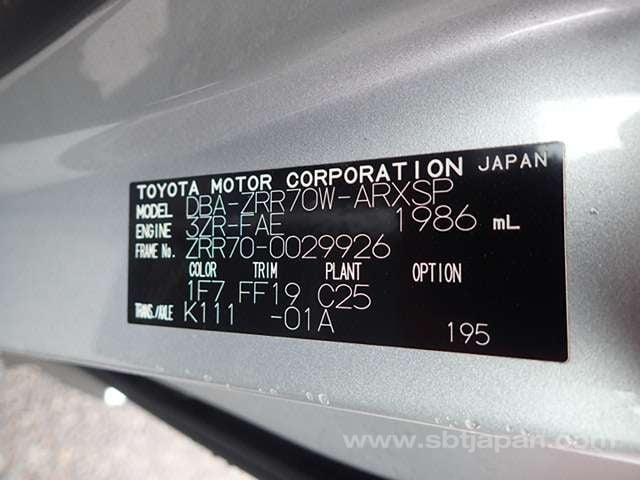 TOYOTA MOTOR CORPORATION JAPAN
MODEL DBA-ZRR70W-ARXSP
ENGINE 3ZR-FAE 1986 mL
FRAME No. ZRR70-0029926
COLOR TRIM PLANT OPTION
1F7 FF19 C25
TRANS./AXLE K111 -01A
195
www.sbtjapan.com